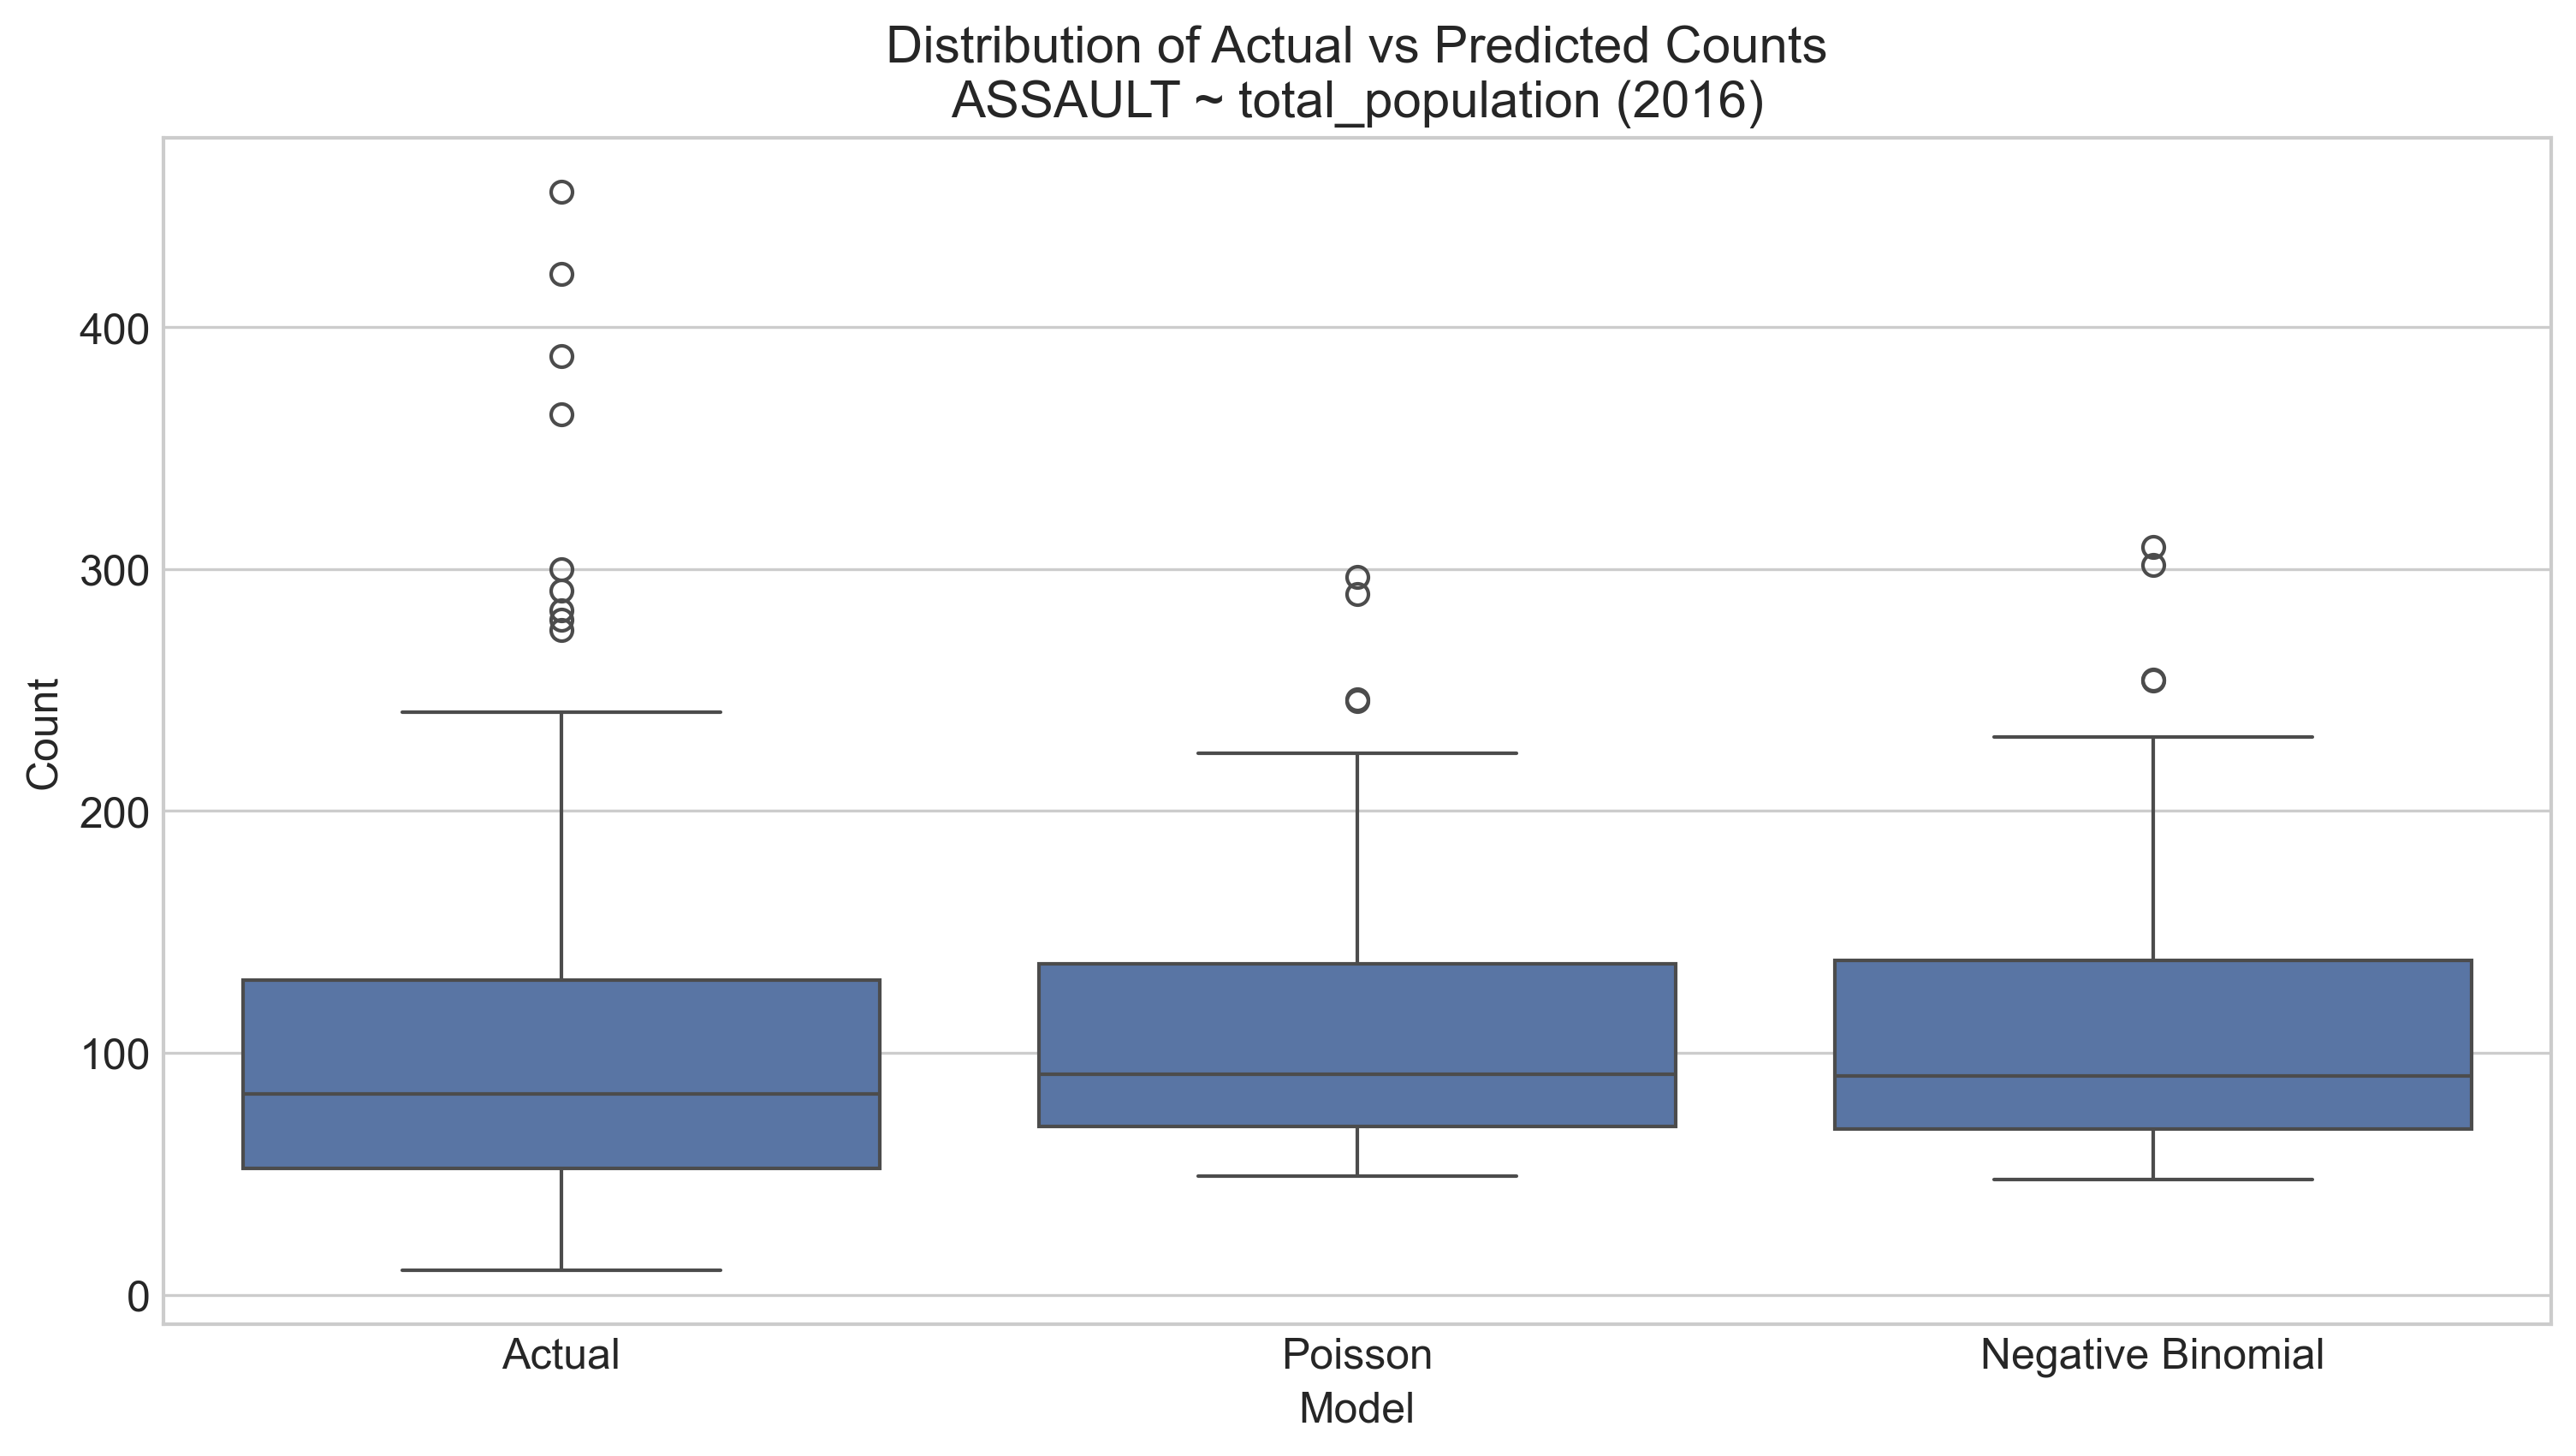 Distribution of Actual vs Predicted Counts
ASSAULT ~ total_population (2016)
Count
400
300
200
100
0
Actual
Poisson
Negative Binomial
Model